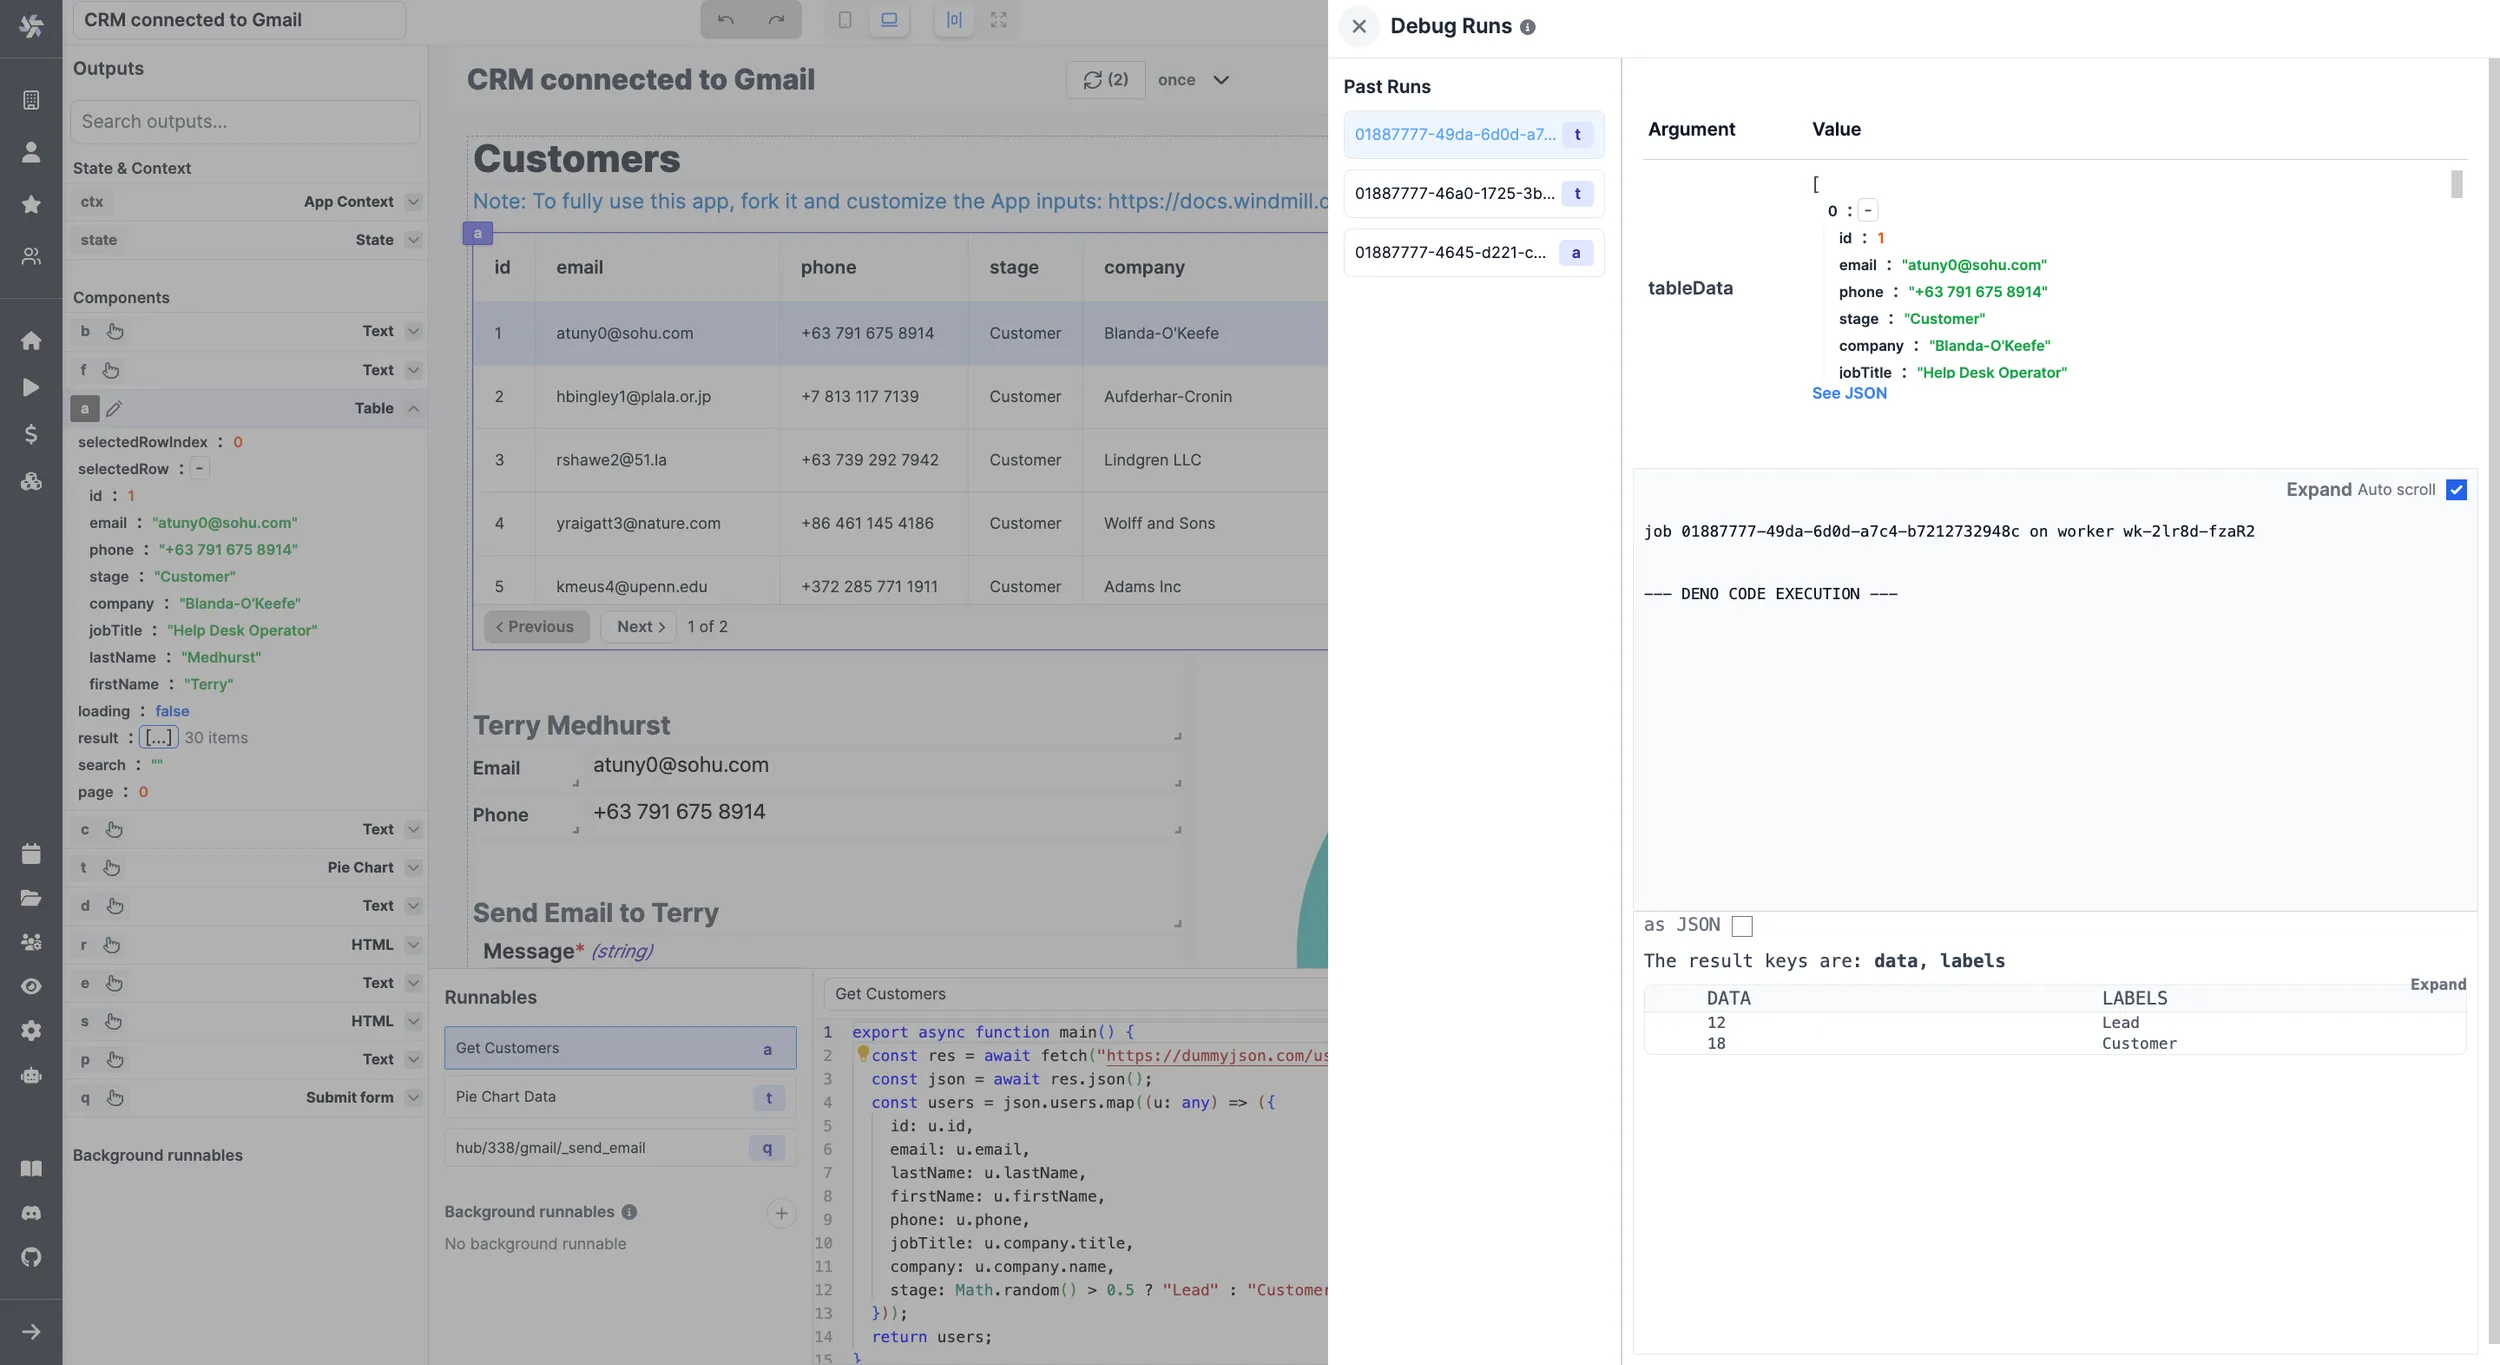 CRM connected to Gmail
Outputs
Search outputs...
State & Context
ctx App Context
state State
Components
b Text
f Text
a Table
selectedRowIndex : 0
selectedRow : -
id : 1
email : "atuny0@sohu.com"
phone : "+63 791 675 8914"
stage : "Customer"
company : "Blanda-O'Keefe"
jobTitle : "Help Desk Operator"
lastName : "Medhurst"
firstName : "Terry"
loading : false
result : [...] 30 items
search : ""
page : 0
c Text
t Pie Chart
d Text
r HTML
e Text
s HTML
p Text
q Submit form
Background runnables
CRM connected to Gmail
(2) once
Customers
Note: To fully use this app, fork it and customize the App inputs: https://docs.windmill.d
a
id email phone stage company
1 atuny0@sohu.com +63 791 675 8914 Customer Blanda-O'Keefe
2 hbingley1@plala.or.jp +7 813 117 7139 Customer Aufderhar-Cronin
3 rshawe2@51.la +63 739 292 7942 Customer Lindgren LLC
4 yraigatt3@nature.com +86 461 145 4186 Customer Wolff and Sons
5 kmeus4@upenn.edu +372 285 771 1911 Customer Adams Inc
Previous Next 1 of 2
Terry Medhurst
Email atuny0@sohu.com
Phone +63 791 675 8914
Send Email to Terry
Message* (string)
Runnables
Get Customers a
Pie Chart Data t
hub/338/gmail/_send_email q
Background runnables
No background runnable
Get Customers
1 export async function main() {
2 const res = await fetch("https://dummyjson.com/us
3 const json = await res.json();
4 const users = json.users.map((u: any) => ({
5 id: u.id,
6 email: u.email,
7 lastName: u.lastName,
8 firstName: u.firstName,
9 phone: u.phone,
10 jobTitle: u.company.title,
11 company: u.company.name,
12 stage: Math.random() > 0.5 ? "Lead" : "Customer
13 }));
14 return users;
15 }
Debug Runs
Past Runs
01887777-49da-6d0d-a7... t
01887777-46a0-1725-3b... t
01887777-4645-d221-c... a
Argument Value
tableData
[
0 : -
id : 1
email : "atuny0@sohu.com"
phone : "+63 791 675 8914"
stage : "Customer"
company : "Blanda-O'Keefe"
jobTitle : "Help Desk Operator"
See JSON
Expand Auto scroll
job 01887777-49da-6d0d-a7c4-b7212732948c on worker wk-2lr8d-fzaR2
--- DENO CODE EXECUTION ---
as JSON
The result keys are: data, labels
Expand
DATA LABELS
12 Lead
18 Customer